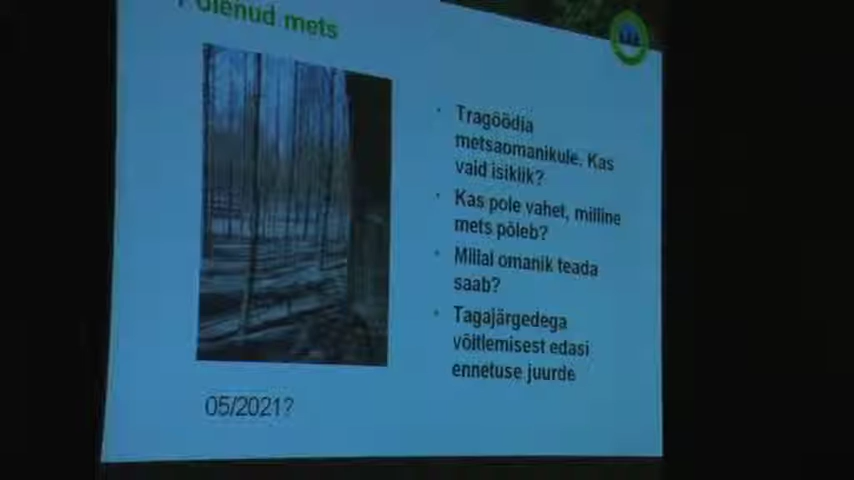 Põlenud mets
Tragöödia
metsaomanikule. Kas
vaid isiklik?
Kas pole vahet, milline
mets põleb?
Millal omanik teada
saab?
Tagajärgedega
võitlemisest edasi
ennetuse juurde
05/2021?